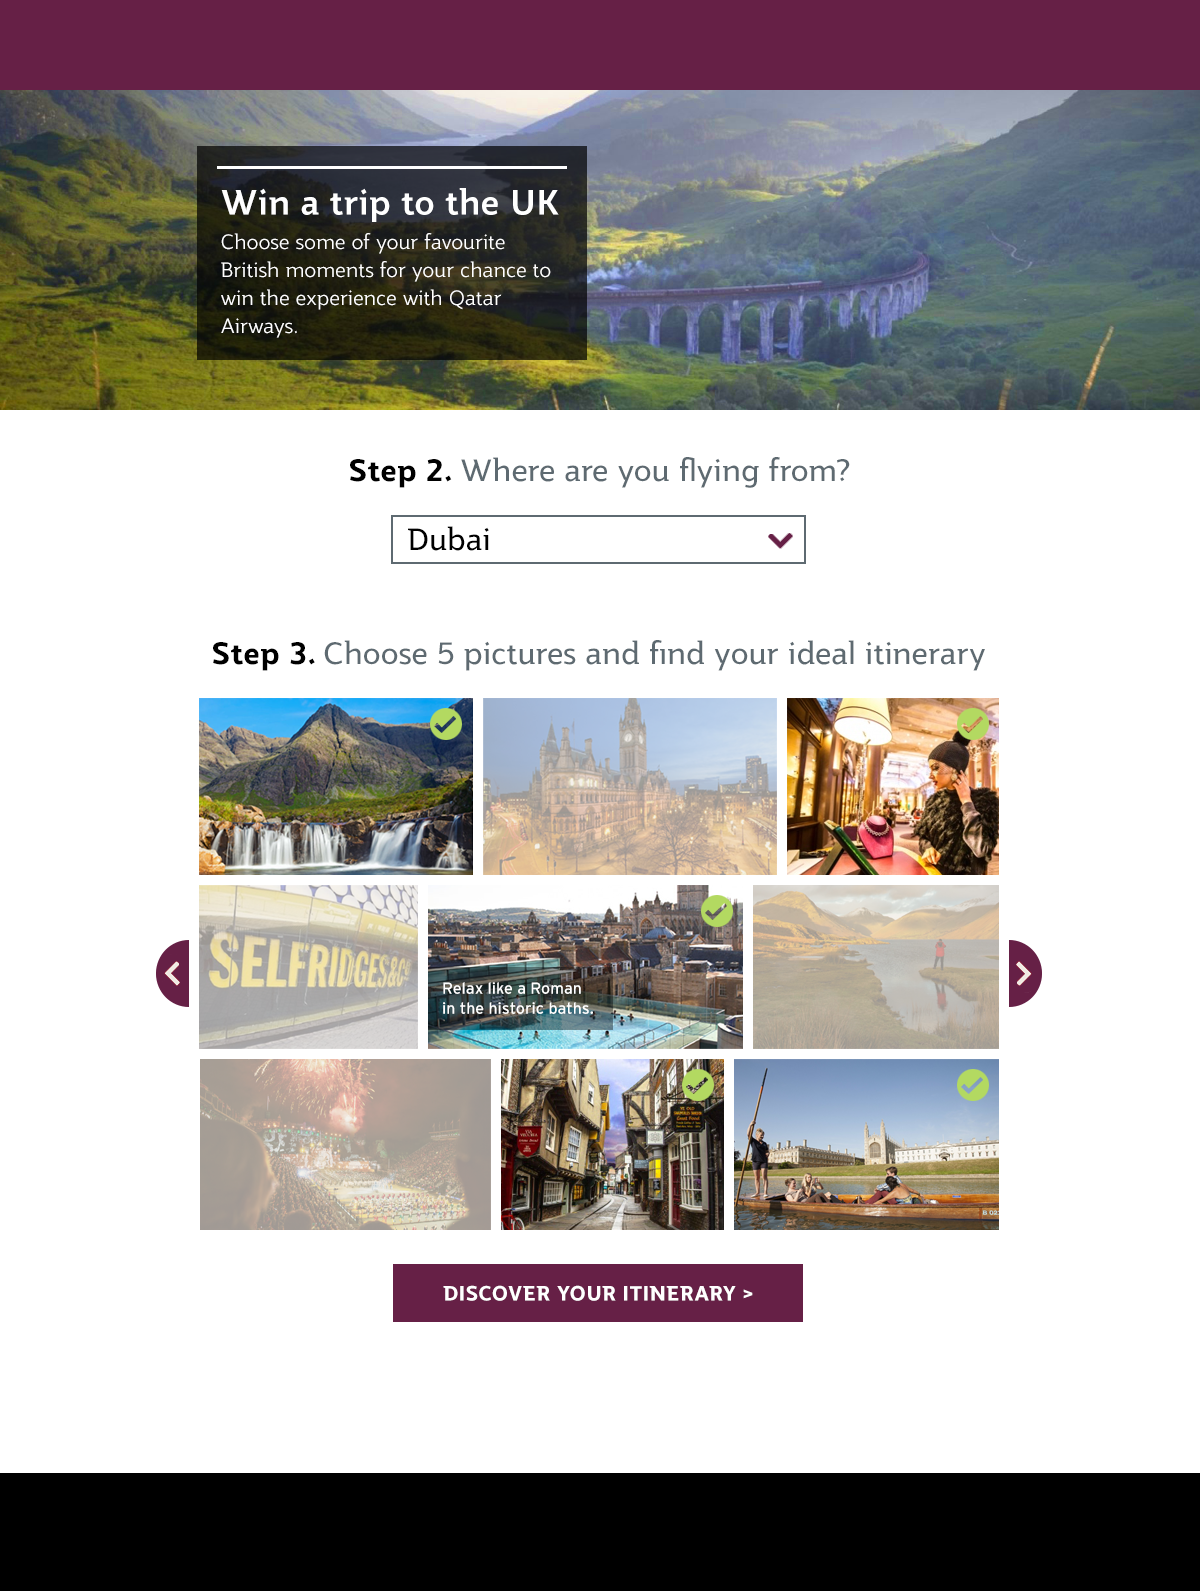 Win a trip to the UK
Choose some of your favourite
British moments for your chance to
win the experience with Qatar
Airways.
Step 2. Where are you flying from?
Dubai
Step 3. Choose 5 pictures and find your ideal itinerary
SELFRIDGES&Co
Relax like a Roman
in the historic baths.
DISCOVER YOUR ITINERARY >